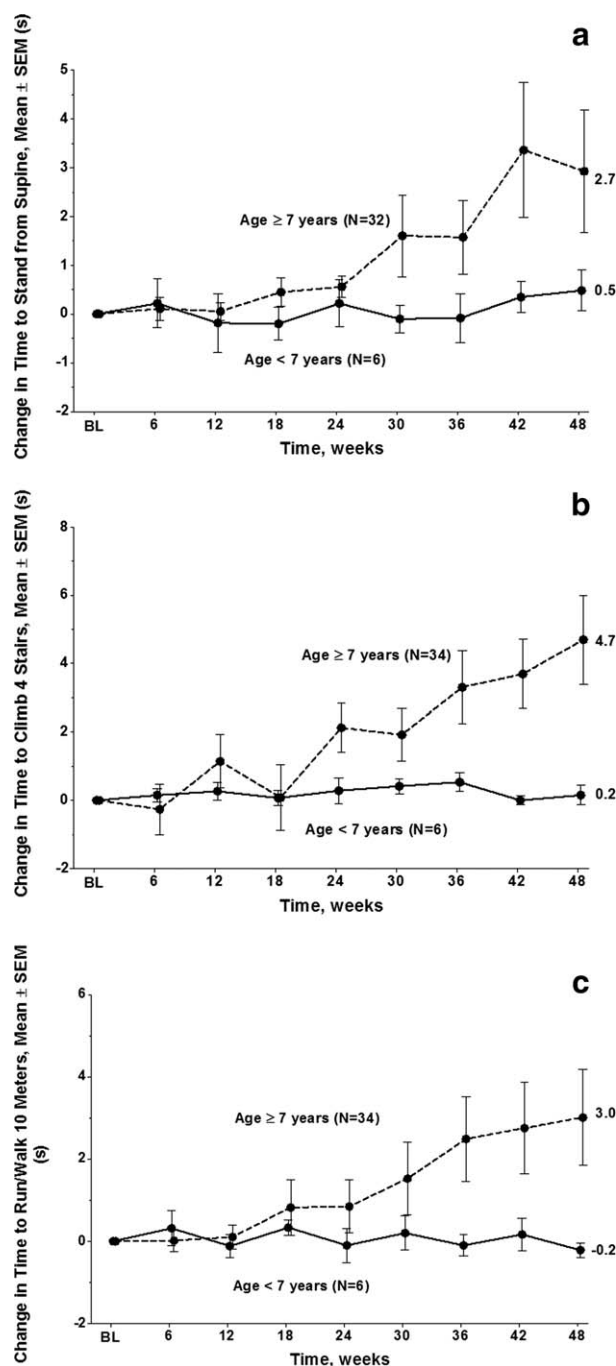 a
Change in Time to Stand from Supine, Mean ± SEM (s)
5
4
3
2
1
0
-1
-2
Age ≥ 7 years (N=32)
Age < 7 years (N=6)
2.7
0.5
BL 6 12 18 24 30 36 42 48
Time, weeks
b
Change in Time to Climb 4 Stairs, Mean ± SEM (s)
8
6
4
2
0
-2
Age ≥ 7 years (N=34)
Age < 7 years (N=6)
4.7
0.2
BL 6 12 18 24 30 36 42 48
Time, weeks
c
Change in Time to Run/Walk 10 Meters, Mean ± SEM
(s)
6
4
2
0
-2
Age ≥ 7 years (N=34)
Age < 7 years (N=6)
3.0
-0.2
BL 6 12 18 24 30 36 42 48
Time, weeks